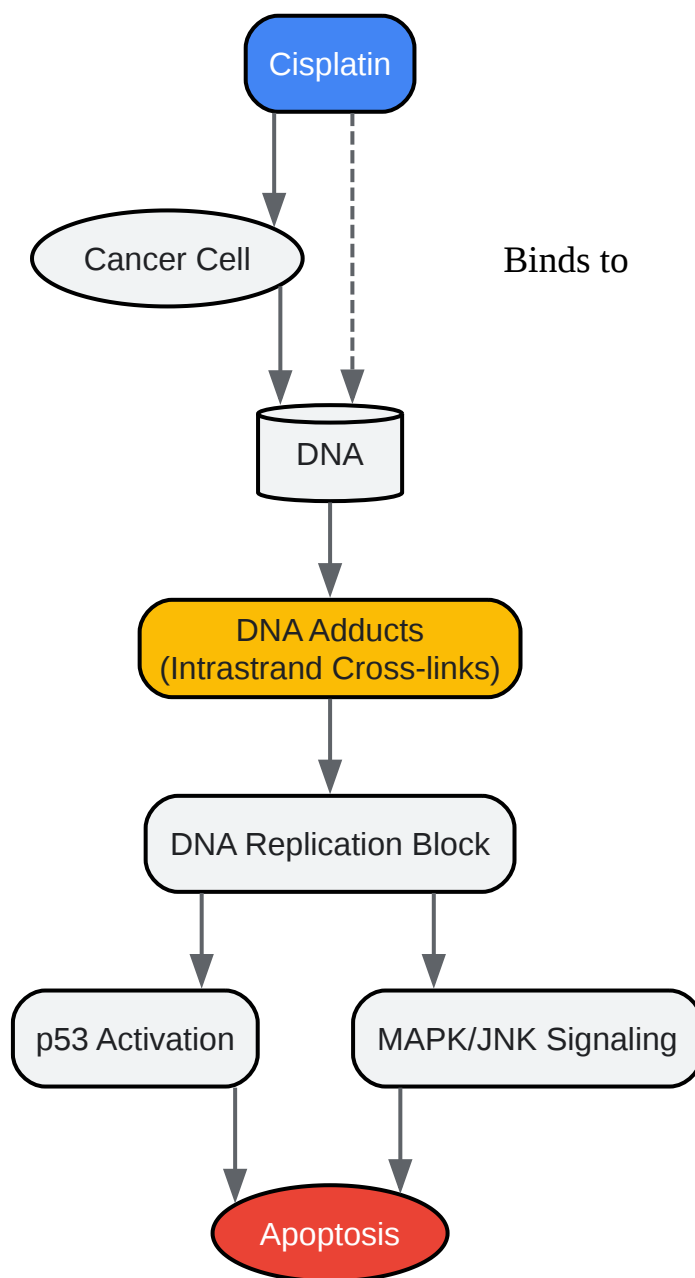 Cisplatin
Cancer Cell
Binds to
DNA
DNA Adducts
(Intrastrand Cross-links)
DNA Replication Block
p53 Activation
MAPK/JNK Signaling
Apoptosis